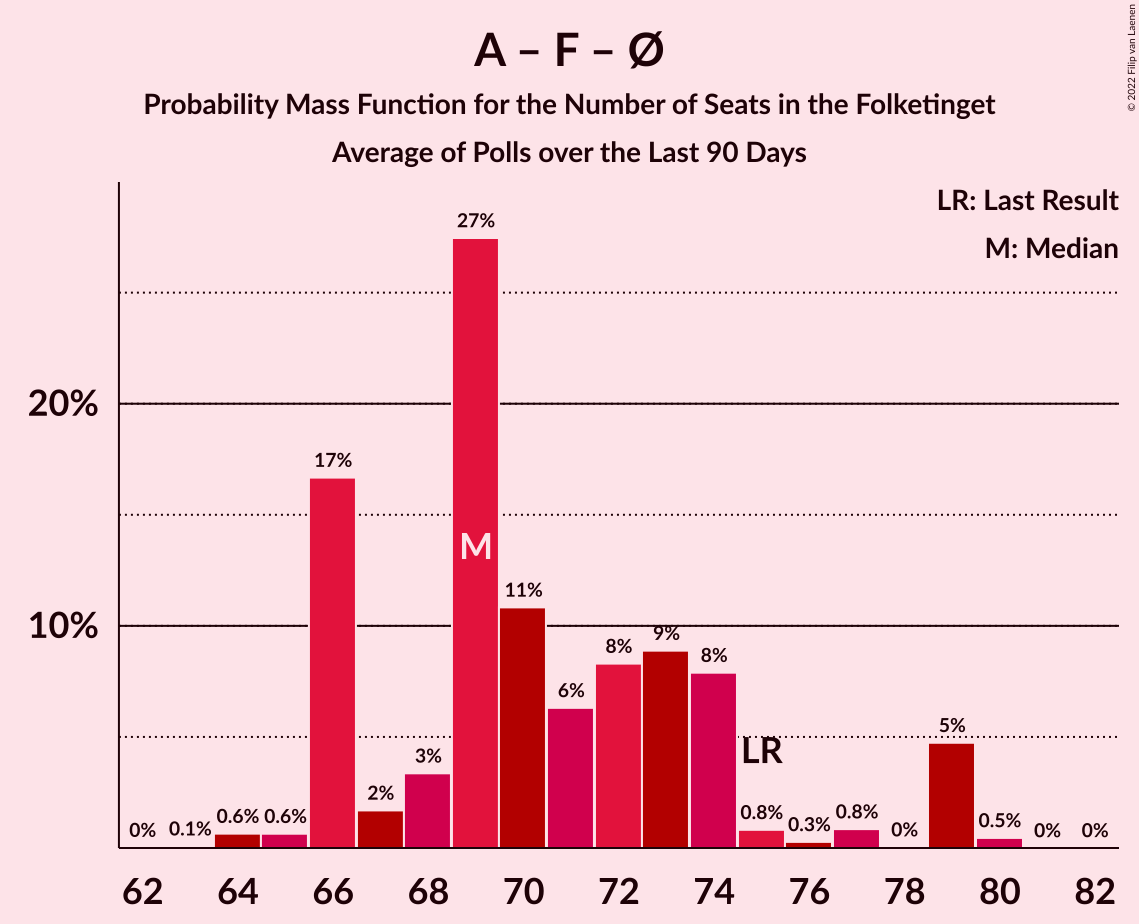 A – F – Ø
Probability Mass Function for the Number of Seats in the Folketinget
Average of Polls over the Last 90 Days
© 2022 Filip van Laenen
LR: Last Result
M: Median
27%
20%
17%
M
11%
10%
9%
8%
8%
6%
5%
LR
3%
2%
0% 0.1% 0.6% 0.6% 0.8% 0.3% 0.8% 0% 0.5% 0% 0%
62 64 66 68 70 72 74 76 78 80 82